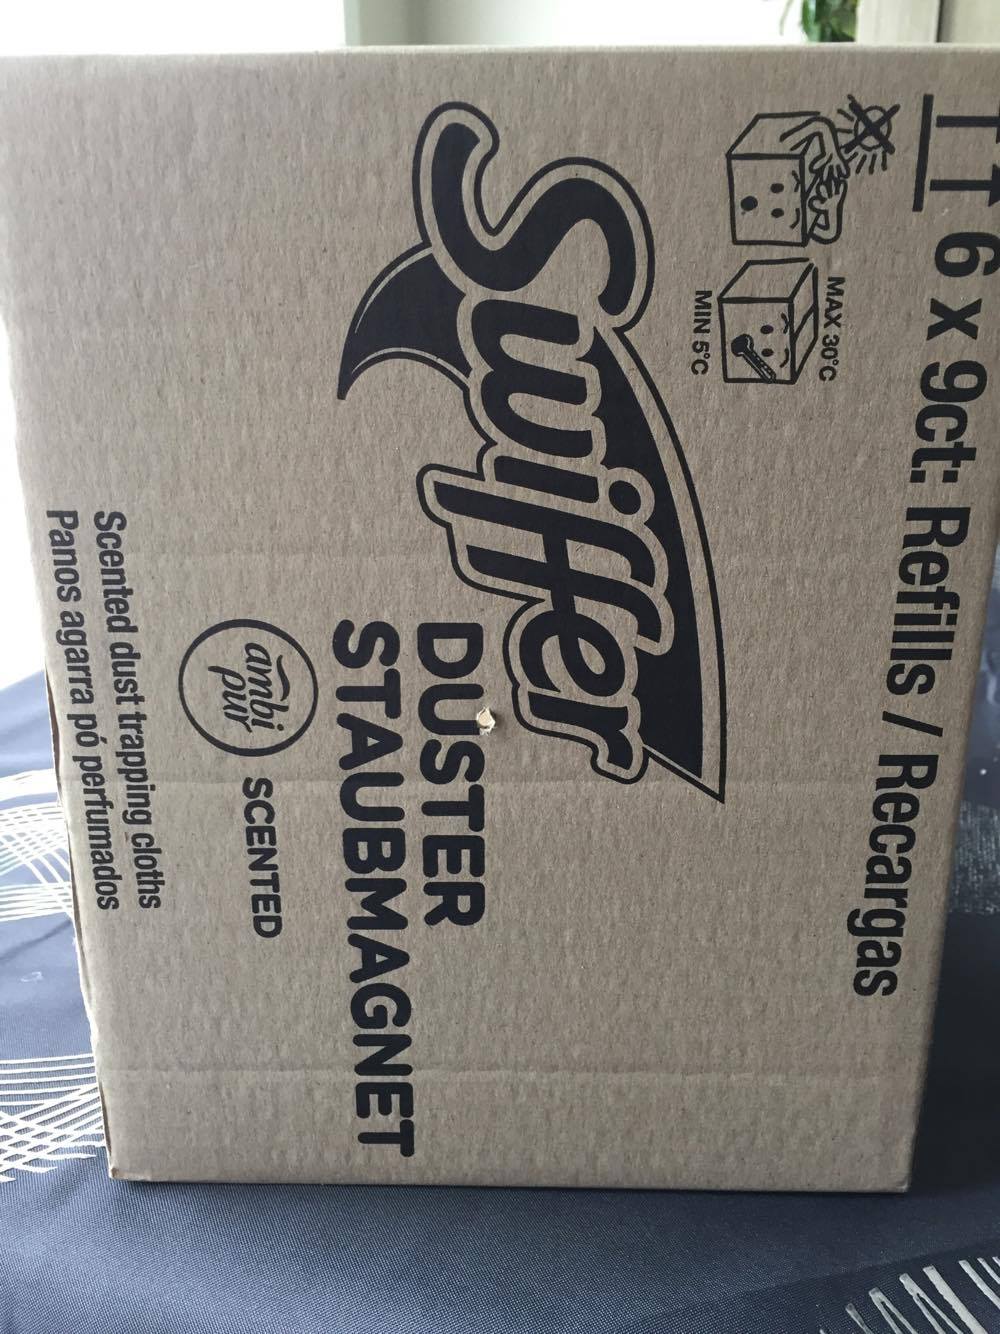 6 x 9ct: Refills / Recargas
MAX 30°C
MIN 5°C
Swiffer
DUSTER
STAUBMAGNET
ambi
pur
SCENTED
Scented dust trapping cloths
Panos agarra pó perfumados